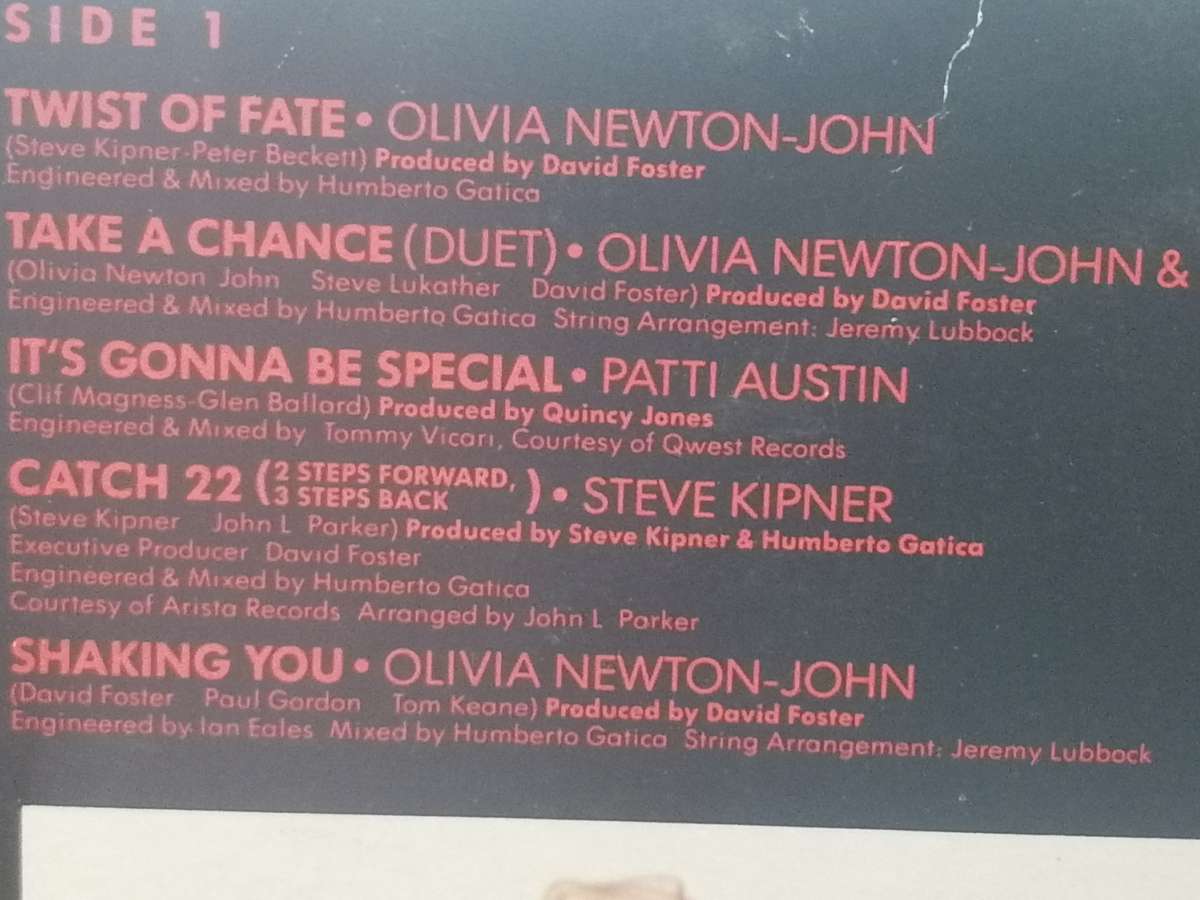 SIDE 1
TWIST OF FATE • OLIVIA NEWTON-JOHN
(Steve Kipner-Peter Beckett) Produced by David Foster
Engineered & Mixed by Humberto Gatica
TAKE A CHANCE (DUET) • OLIVIA NEWTON-JOHN &
(Olivia Newton John Steve Lukather David Foster) Produced by David Foster
Engineered & Mixed by Humberto Gatica String Arrangement: Jeremy Lubbock
IT'S GONNA BE SPECIAL • PATTI AUSTIN
(Clif Magness-Glen Ballard) Produced by Quincy Jones
Engineered & Mixed by Tommy Vicari, Courtesy of Qwest Records
CATCH 22 (2 STEPS FORWARD, 3 STEPS BACK) • STEVE KIPNER
(Steve Kipner John L Parker) Produced by Steve Kipner & Humberto Gatica
Executive Producer David Foster
Engineered & Mixed by Humberto Gatica
Courtesy of Arista Records Arranged by John L Parker
SHAKING YOU • OLIVIA NEWTON-JOHN
(David Foster Paul Gordon Tom Keane) Produced by David Foster
Engineered by Ian Eales Mixed by Humberto Gatica String Arrangement: Jeremy Lubbock